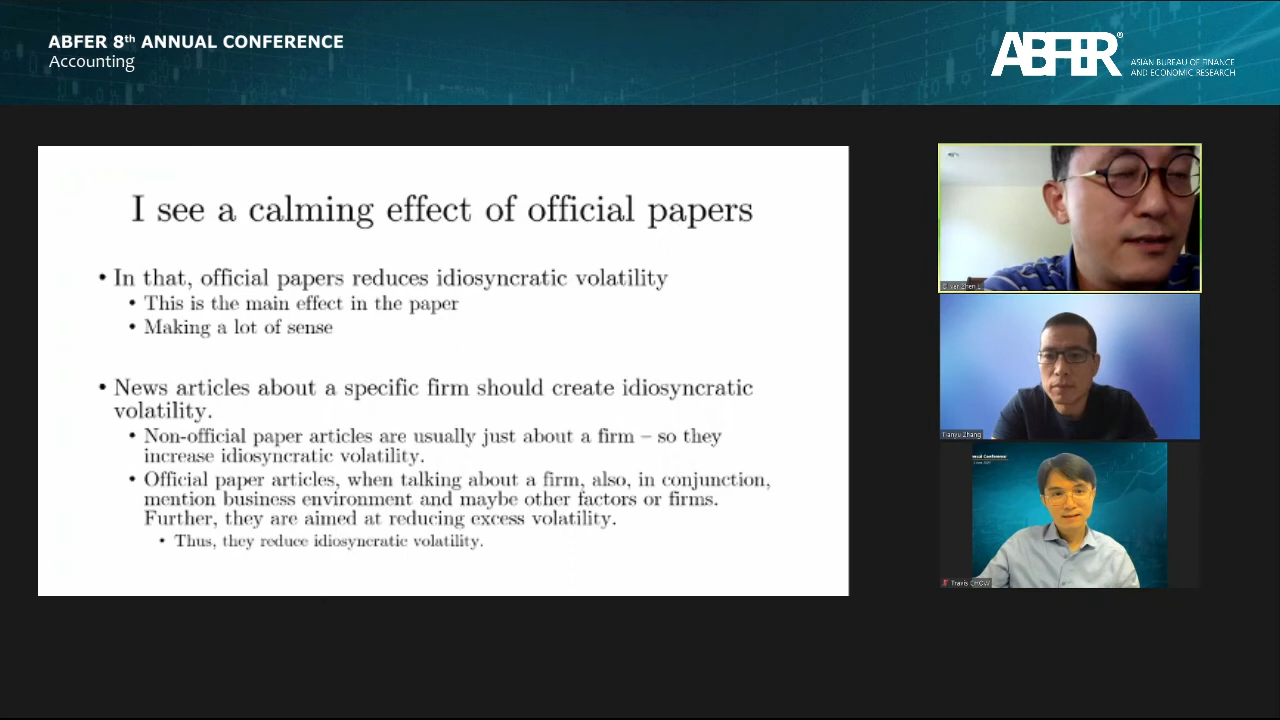 ABFER 8th ANNUAL CONFERENCE
Accounting
ABFER®
ASIAN BUREAU OF FINANCE
AND ECONOMIC RESEARCH
I see a calming effect of official papers
• In that, official papers reduces idiosyncratic volatility
• This is the main effect in the paper
• Making a lot of sense
• News articles about a specific firm should create idiosyncratic
volatility.
• Non-official paper articles are usually just about a firm – so they
increase idiosyncratic volatility.
• Official paper articles, when talking about a firm, also, in conjunction,
mention business environment and maybe other factors or firms.
Further, they are aimed at reducing excess volatility.
• Thus, they reduce idiosyncratic volatility.
Zhen
Tianyu Zhang
Conference
Travis CHOW